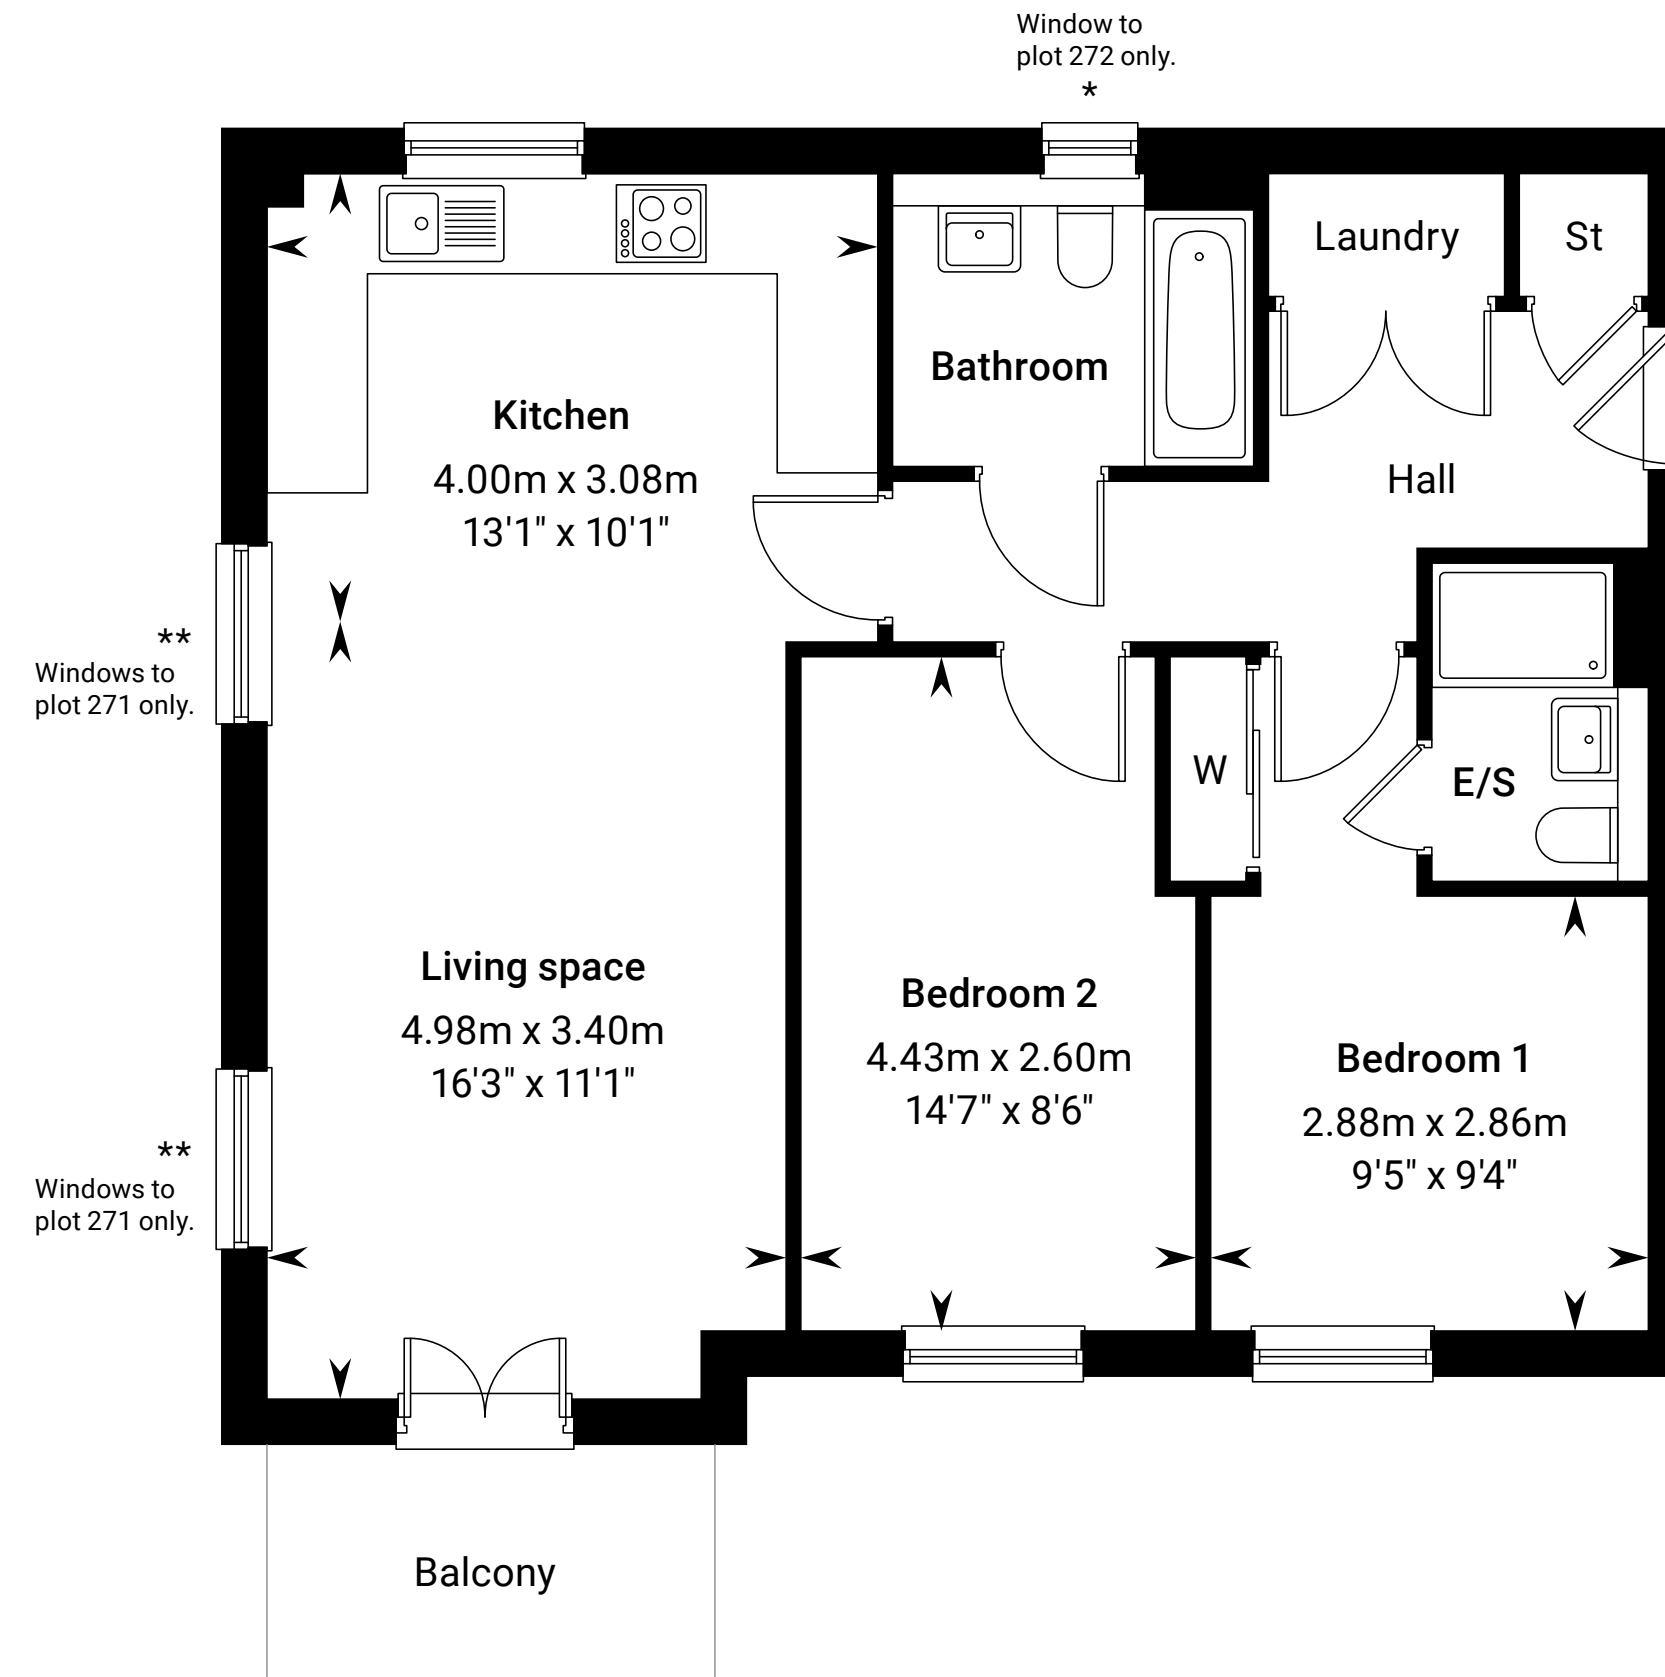 Window to
plot 272 only.
*
Laundry
St
Bathroom
Kitchen
4.00m x 3.08m
13'1" x 10'1"
Hall
**
Windows to
plot 271 only.
W
E/S
Living space
4.98m x 3.40m
16'3" x 11'1"
Bedroom 2
4.43m x 2.60m
14'7" x 8'6"
Bedroom 1
2.88m x 2.86m
9'5" x 9'4"
**
Windows to
plot 271 only.
Balcony